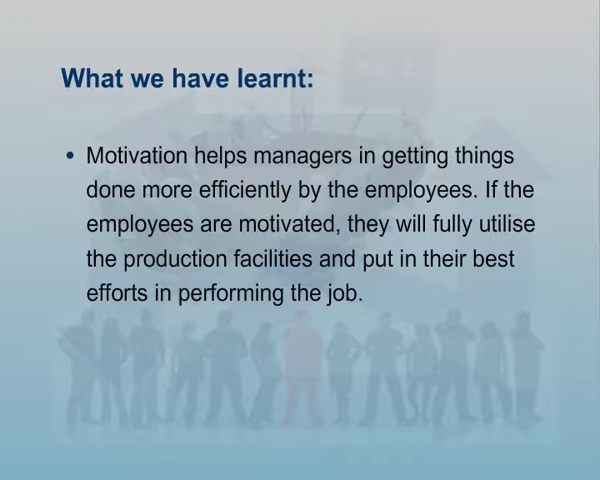 What we have learnt:
• Motivation helps managers in getting things
done more efficiently by the employees. If the
employees are motivated, they will fully utilise
the production facilities and put in their best
efforts in performing the job.